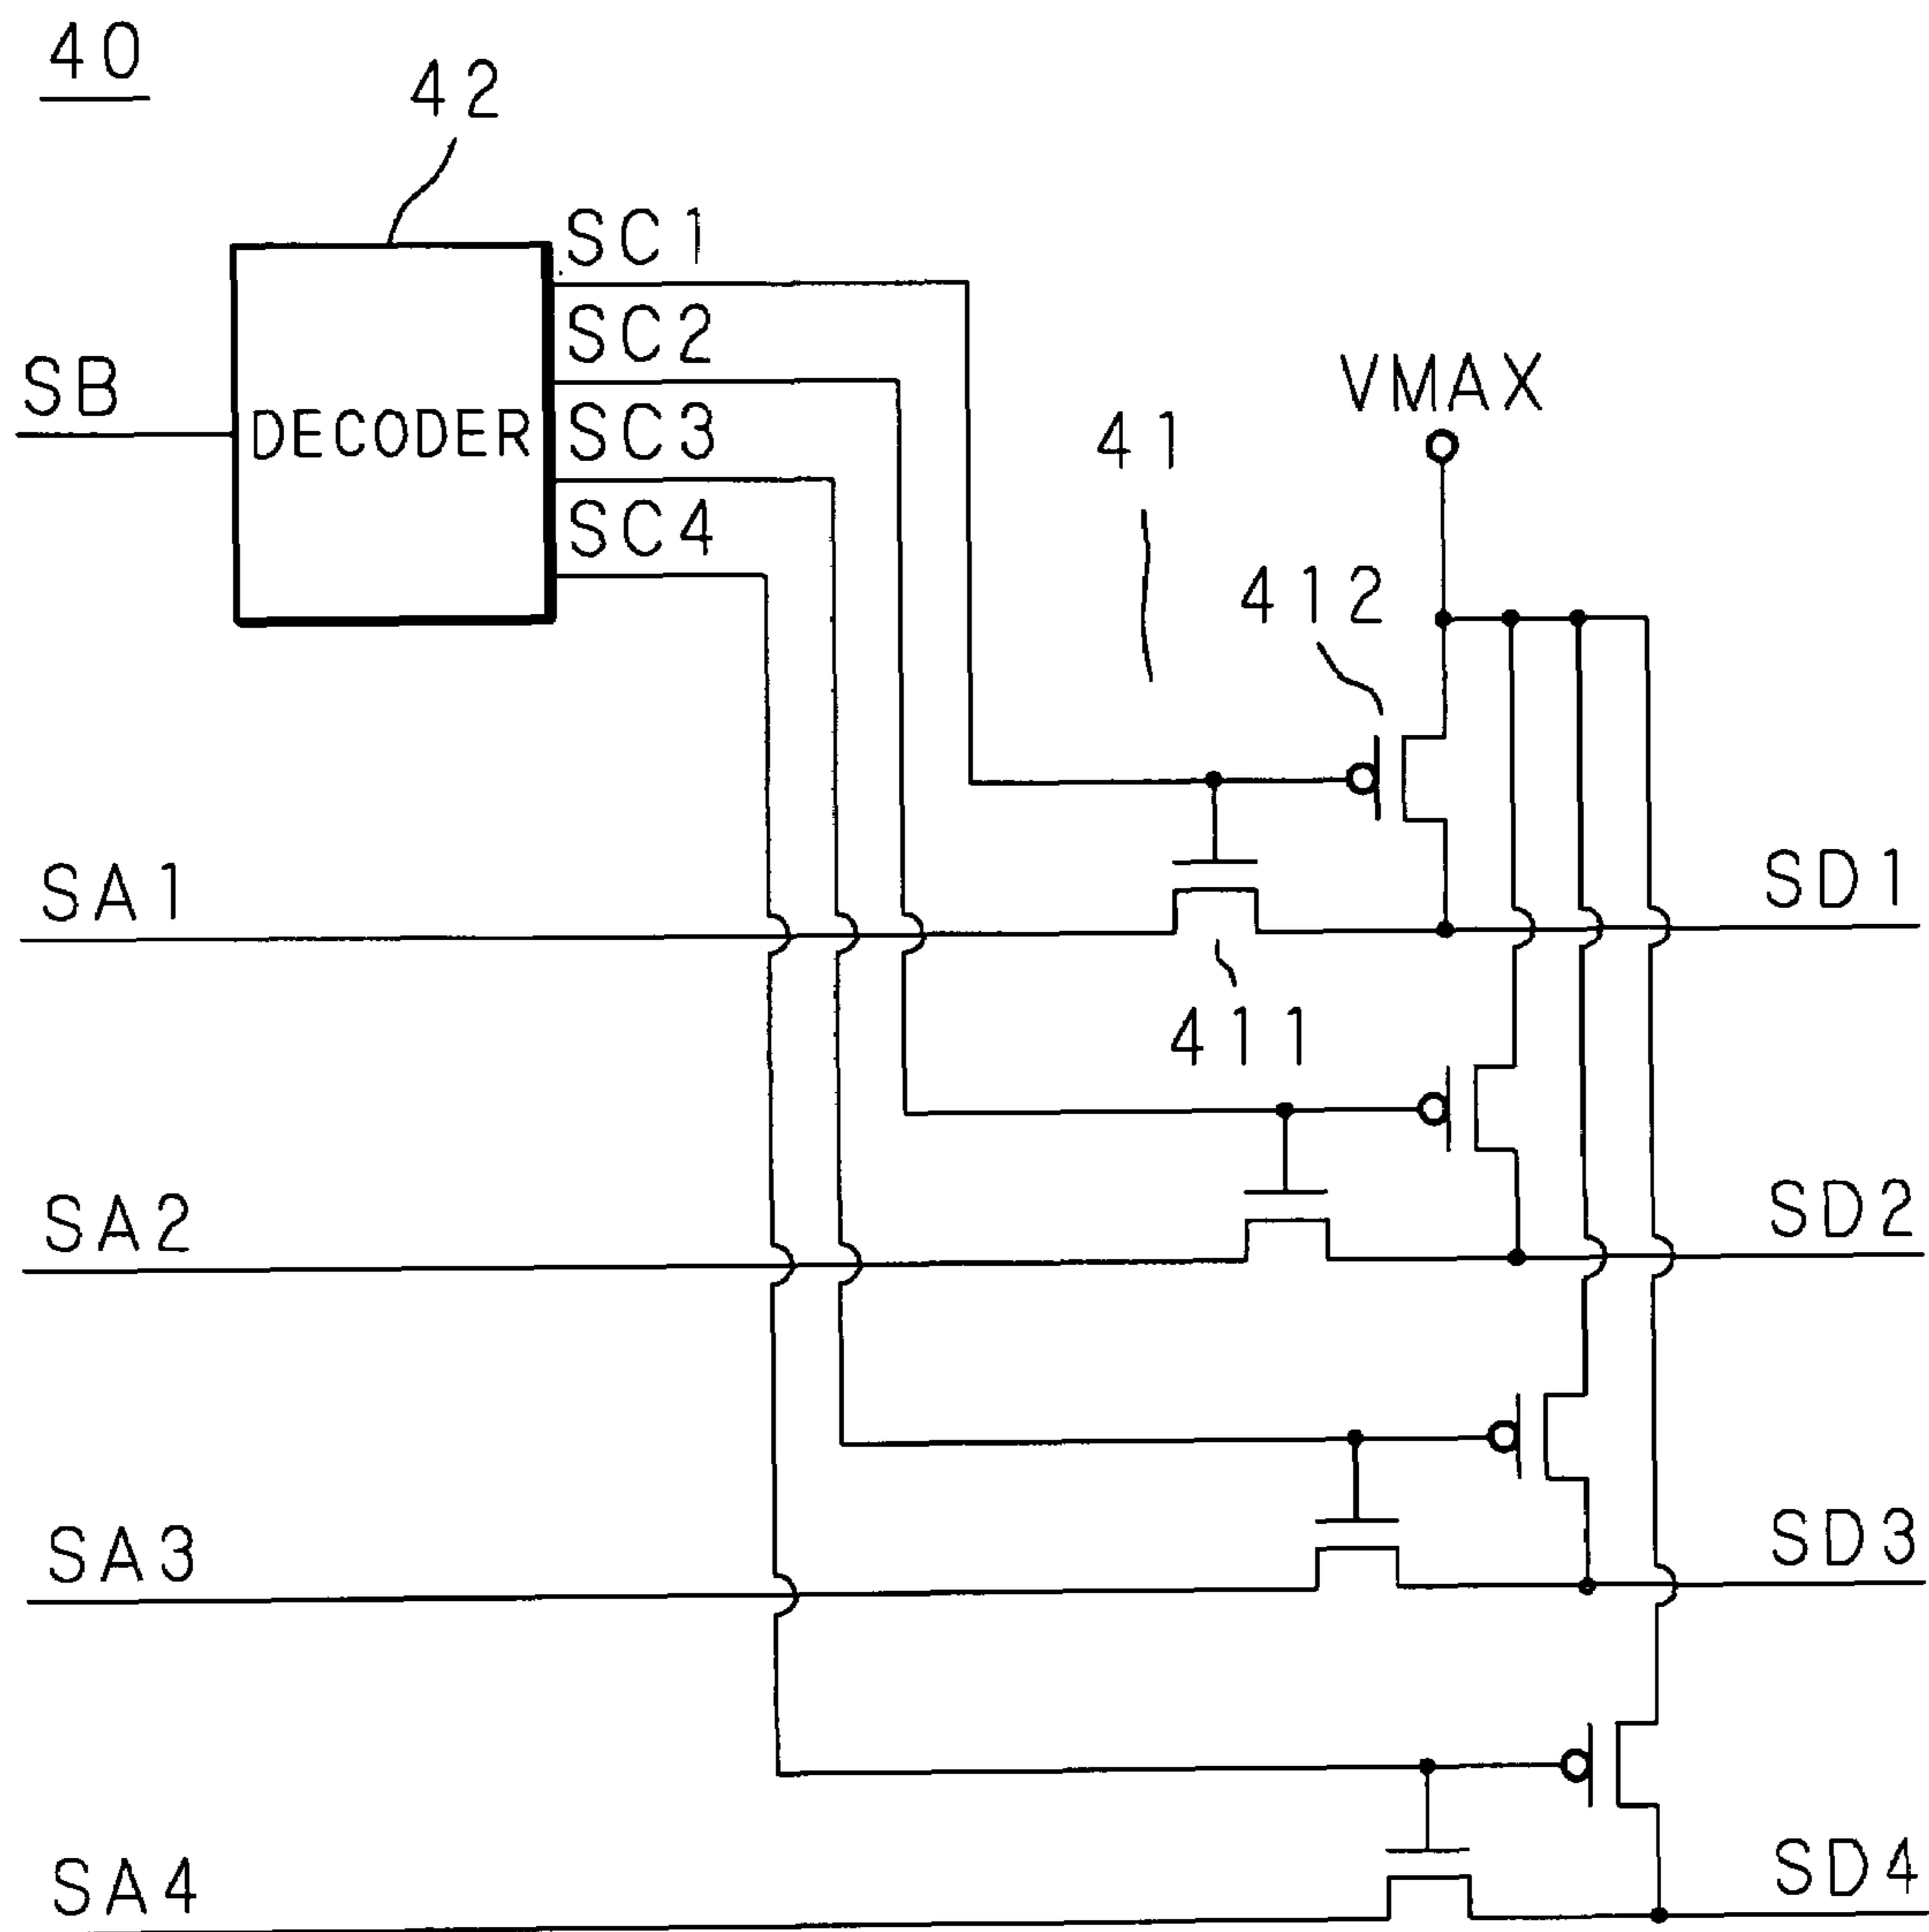 40
42
SC1
SC2
SB
VMAX
DECODER
SC3
41
SC4
412
SA1
SD1
411
SA2
SD2
SA3
SD3
SA4
SD4